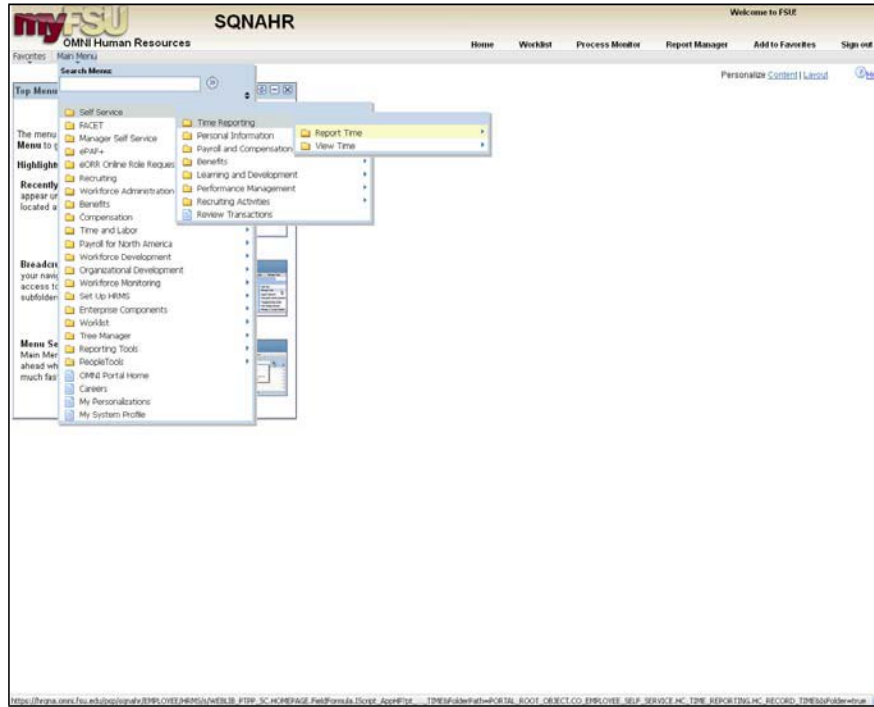 myFSU
SQNAHR
Welcome to FSU!
OMNI Human Resources
Home Worklist Process Monitor Report Manager Add to Favorites Sign out
Favorites Main Menu
Personalize Content | Layout
Search Menu:
Top Menu
Self Service
FACET
Manager Self Service
ePAF+
eORR Online Role Reques
Recruiting
Workforce Administration
Benefits
Compensation
Time and Labor
Payroll for North America
Workforce Development
Organizational Development
Workforce Monitoring
Set Up HRMS
Enterprise Components
Worklist
Tree Manager
Reporting Tools
PeopleTools
OMNI Portal Home
Careers
My Personalizations
My System Profile
Time Reporting
Personal Information
Payroll and Compensation
Benefits
Learning and Development
Performance Management
Recruiting Activities
Review Transactions
Report Time
View Time
The menu
Menu to
Highlight
Recently
appear
located
Breadcr
your navig
access to
subfolder
Menu Se
Main Men
ahead wh
much fas